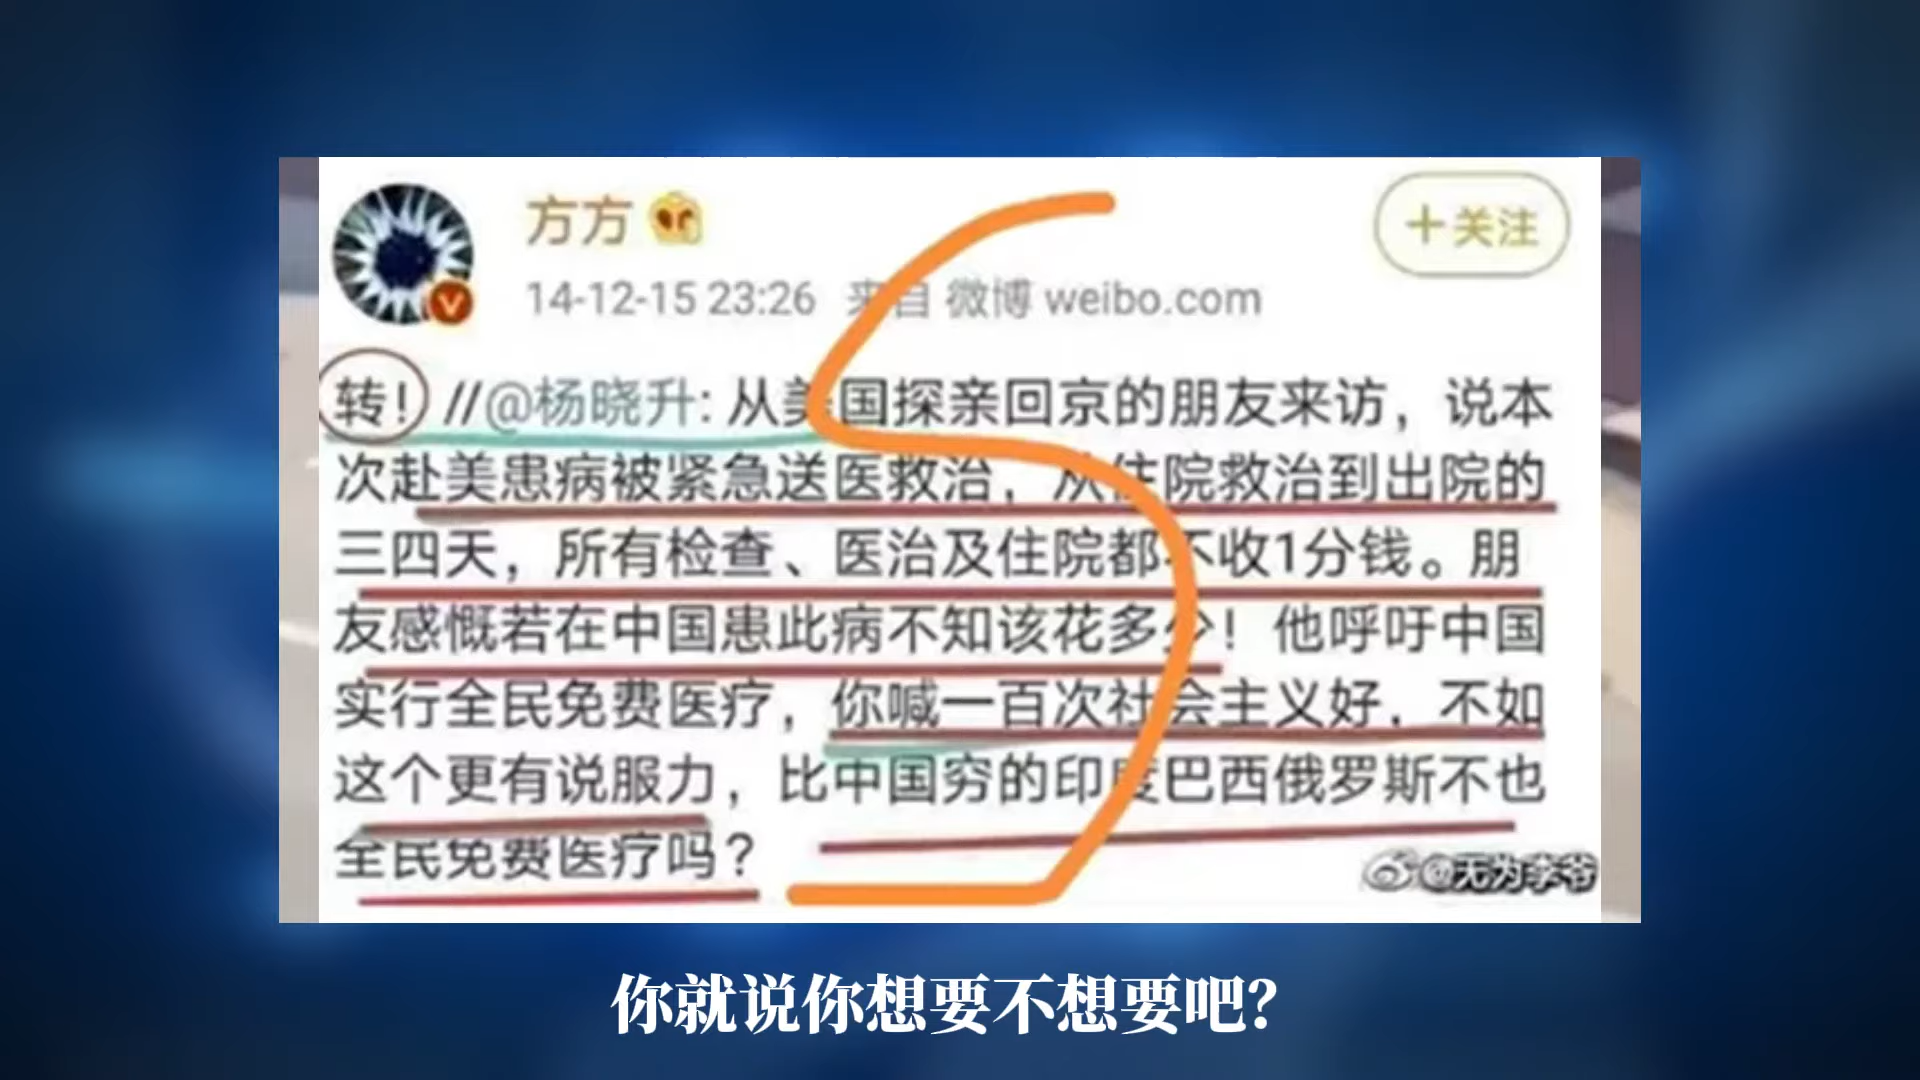 方方
+关注
14-12-15 23:26 来自 微博 weibo.com
转！//@杨晓升: 从美国探亲回京的朋友来访，说本
次赴美患病被紧急送医救治，从住院救治到出院的
三四天，所有检查、医治及住院都不收1分钱。朋
友感慨若在中国患此病不知该花多少！他呼吁中国
实行全民免费医疗，你喊一百次社会主义好，不如
这个更有说服力，比中国穷的印度巴西俄罗斯不也
全民免费医疗吗？
@无为李爷
你就说你想要不想要吧？